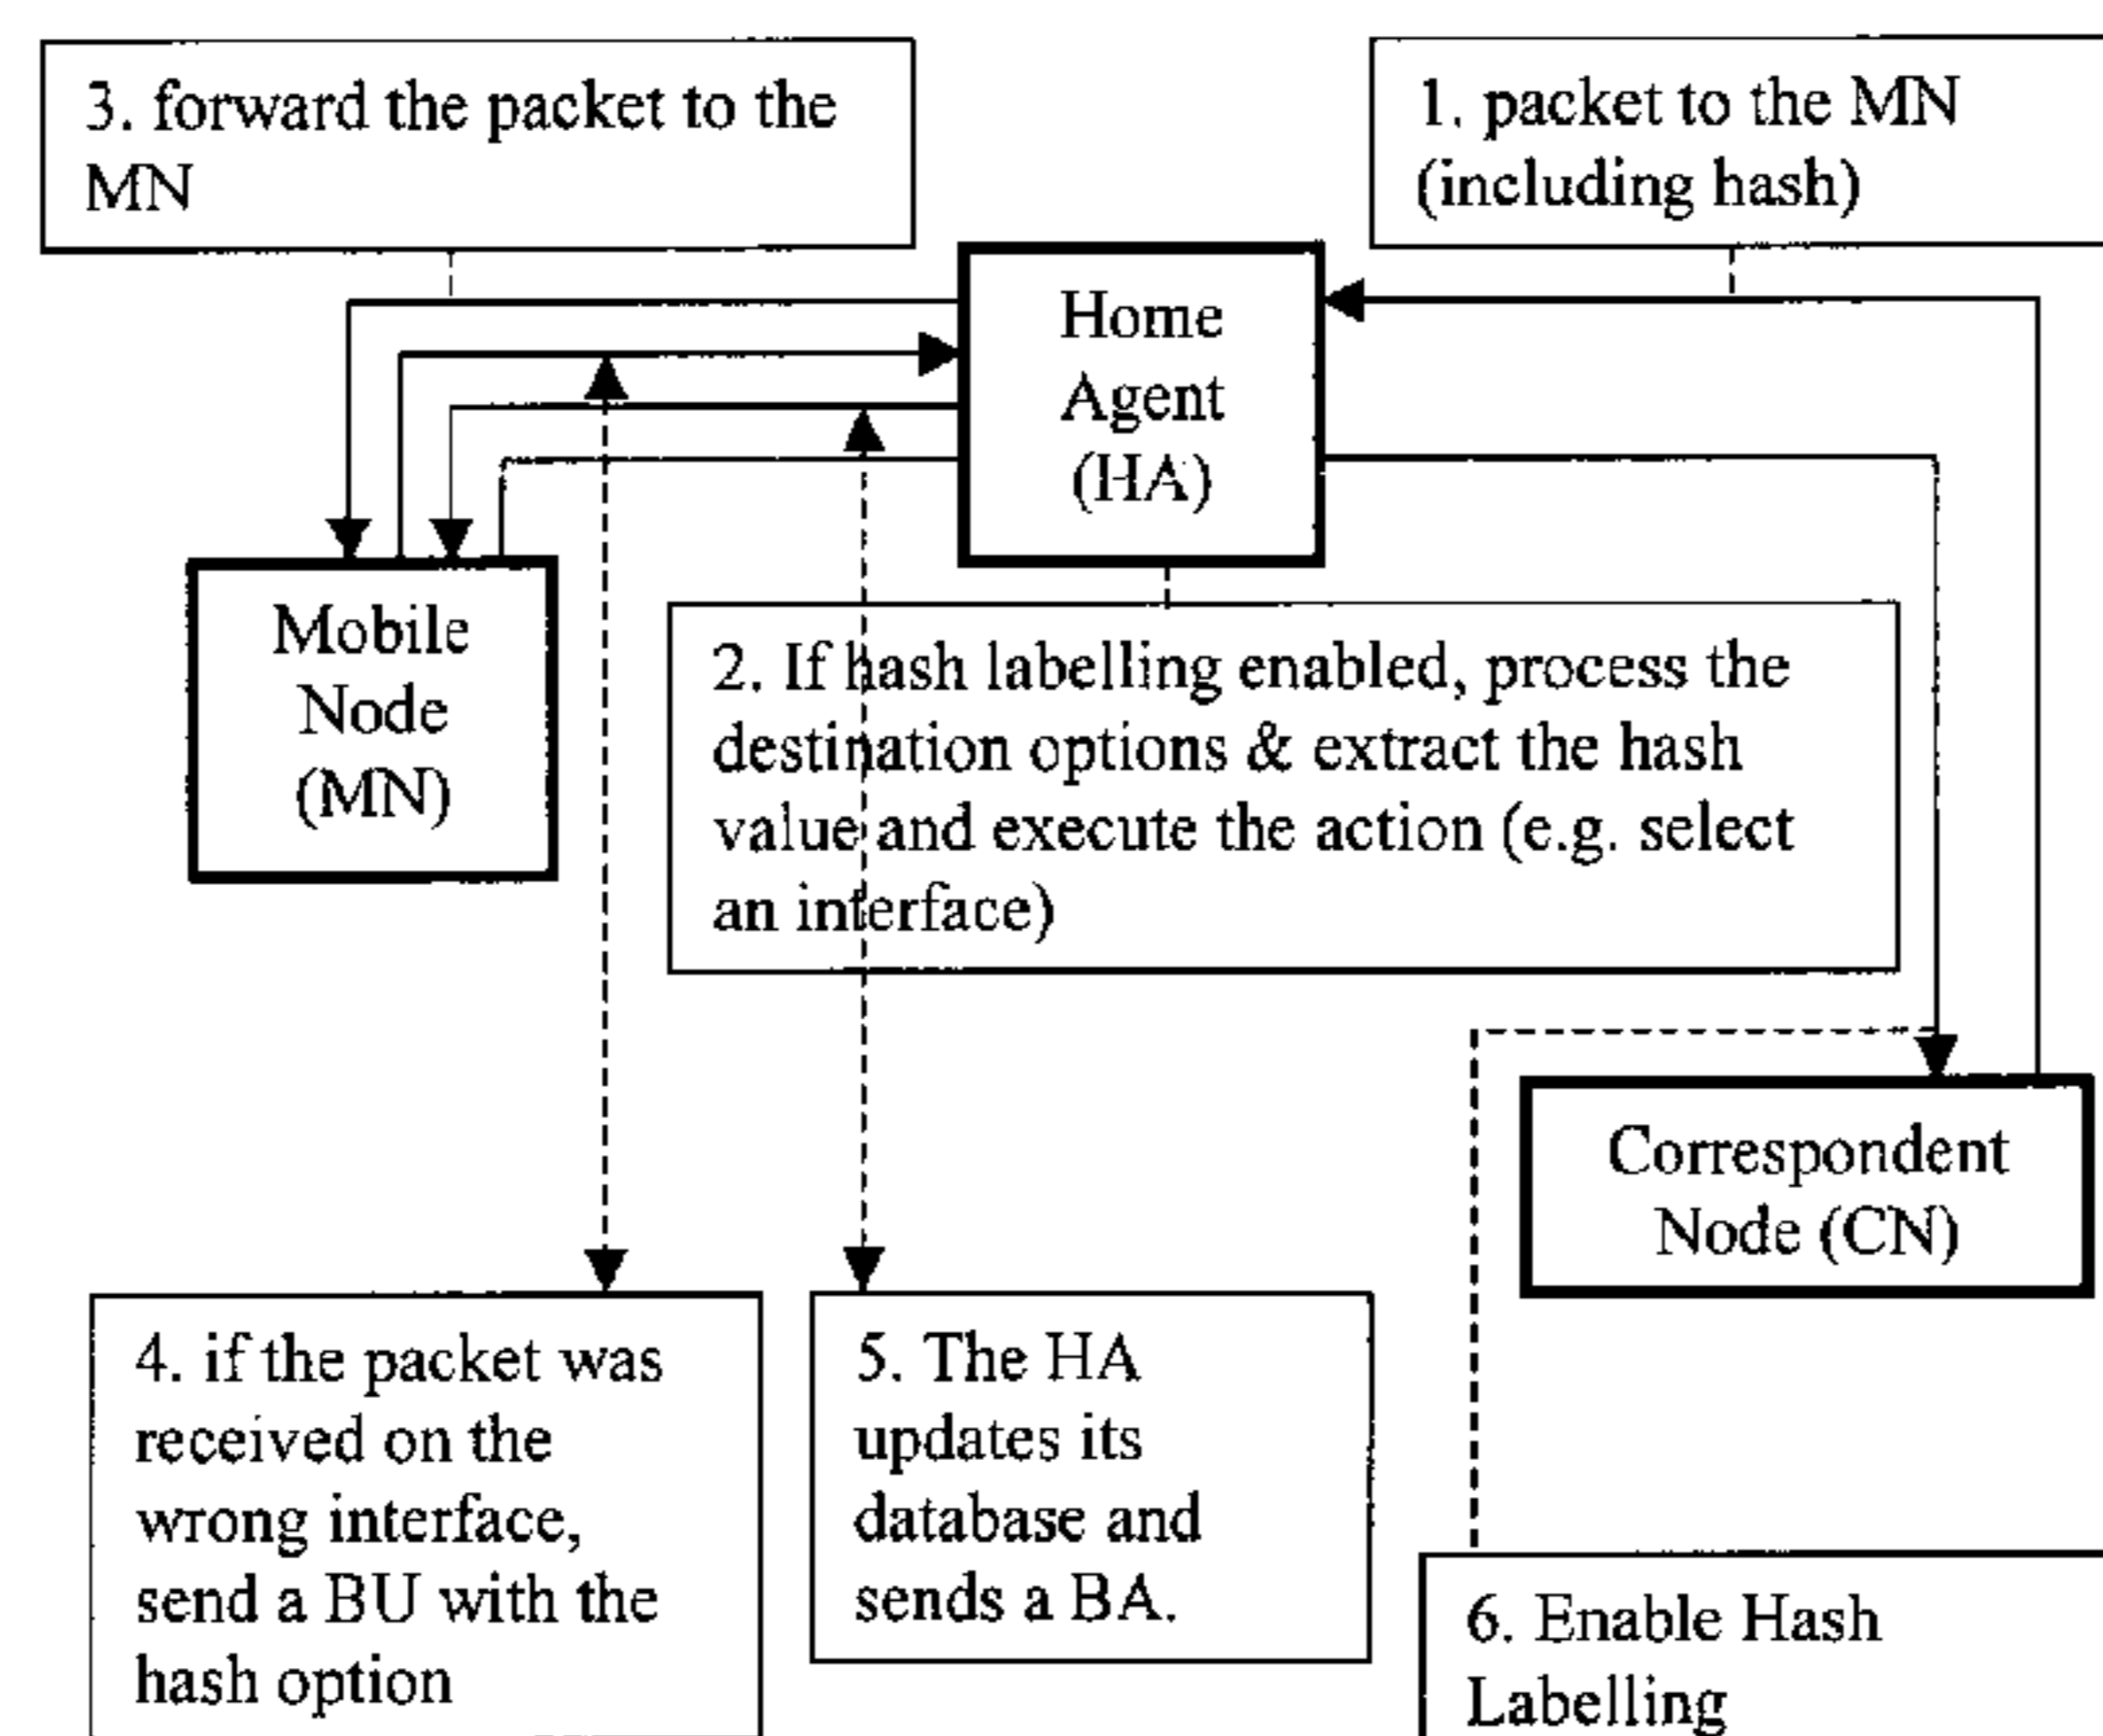 3. forward the packet to the
MN
1. packet to the MN
(including hash)
Home
Agent
(HA)
Mobile
Node
(MN)
2. If hash labelling enabled, process the
destination options & extract the hash
value and execute the action (e.g. select
an interface)
Correspondent
Node (CN)
4. if the packet was
received on the
wrong interface,
send a BU with the
hash option
5. The HA
updates its
database and
sends a BA.
6. Enable Hash
Labelling